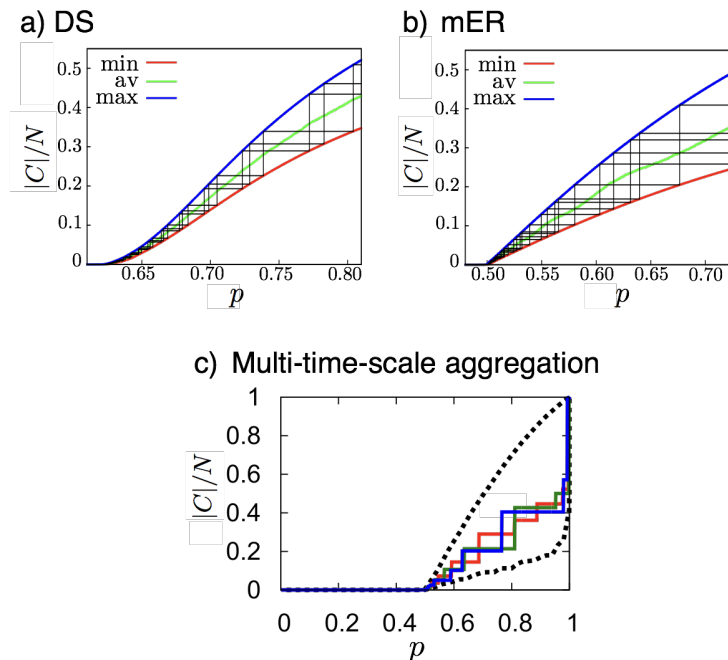 a) DS
0.5
0.4
0.3
0.2
0.1
0
|C|/N
min
av
max
0.65 0.70 0.75 0.80
p
b) mER
0.5
0.4
0.3
0.2
0.1
0
|C|/N
min
av
max
0.50 0.55 0.60 0.65 0.70
p
c) Multi-time-scale aggregation
1
0.8
0.6
0.4
0.2
0
|C|/N
0 0.2 0.4 0.6 0.8 1
p